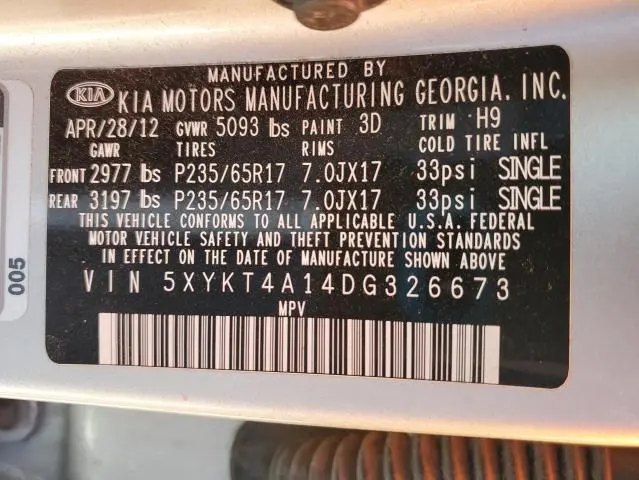 MANUFACTURED BY
KIA KIA MOTORS MANUFACTURING GEORGIA, INC.
APR/28/12 GVWR 5093 lbs PAINT 3D TRIM H9
GAWR TIRES RIMS COLD TIRE INFL
FRONT 2977 lbs P235/65R17 7.0JX17 33psi SINGLE
REAR 3197 lbs P235/65R17 7.0JX17 33psi SINGLE
THIS VEHICLE CONFORMS TO ALL APPLICABLE U.S.A. FEDERAL
MOTOR VEHICLE SAFETY AND THEFT PREVENTION STANDARDS
IN EFFECT ON THE DATE OF MANUFACTURE SHOWN ABOVE
VIN 5XYKT4A14DG326673
MPV
005